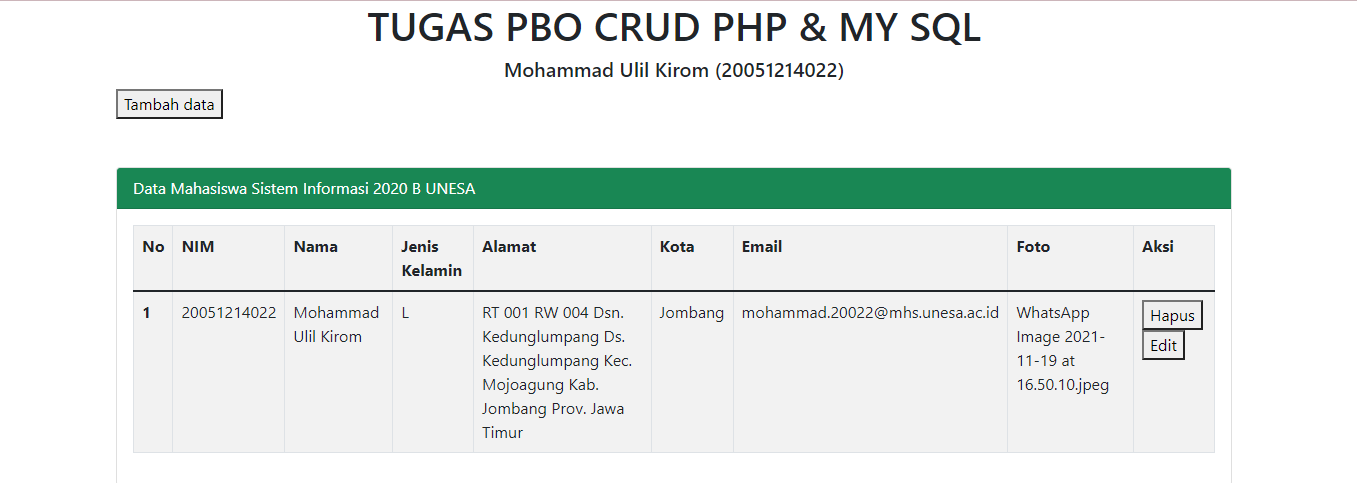 TUGAS PBO CRUD PHP & MY SQL
Mohammad Ulil Kirom (20051214022)
Tambah data
Data Mahasiswa Sistem Informasi 2020 B UNESA
No NIM Nama Jenis Kelamin Alamat Kota Email Foto Aksi
1 20051214022 Mohammad Ulil Kirom L RT 001 RW 004 Dsn. Kedunglumpang Ds. Kedunglumpang Kec. Mojoagung Kab. Jombang Prov. Jawa Timur Jombang mohammad.20022@mhs.unesa.ac.id WhatsApp Image 2021-11-19 at 16.50.10.jpeg Hapus Edit